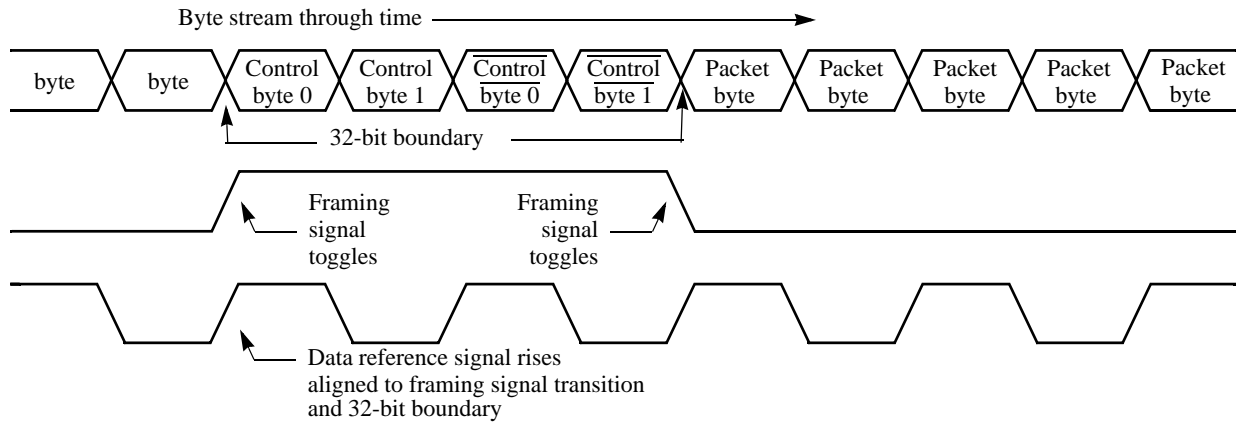 Byte stream through time
byte byte Control byte 0 Control byte 1 Control byte 0 Control byte 1 Packet byte Packet byte Packet byte Packet byte Packet byte
32-bit boundary
Framing signal toggles
Framing signal toggles
Data reference signal rises
aligned to framing signal transition
and 32-bit boundary